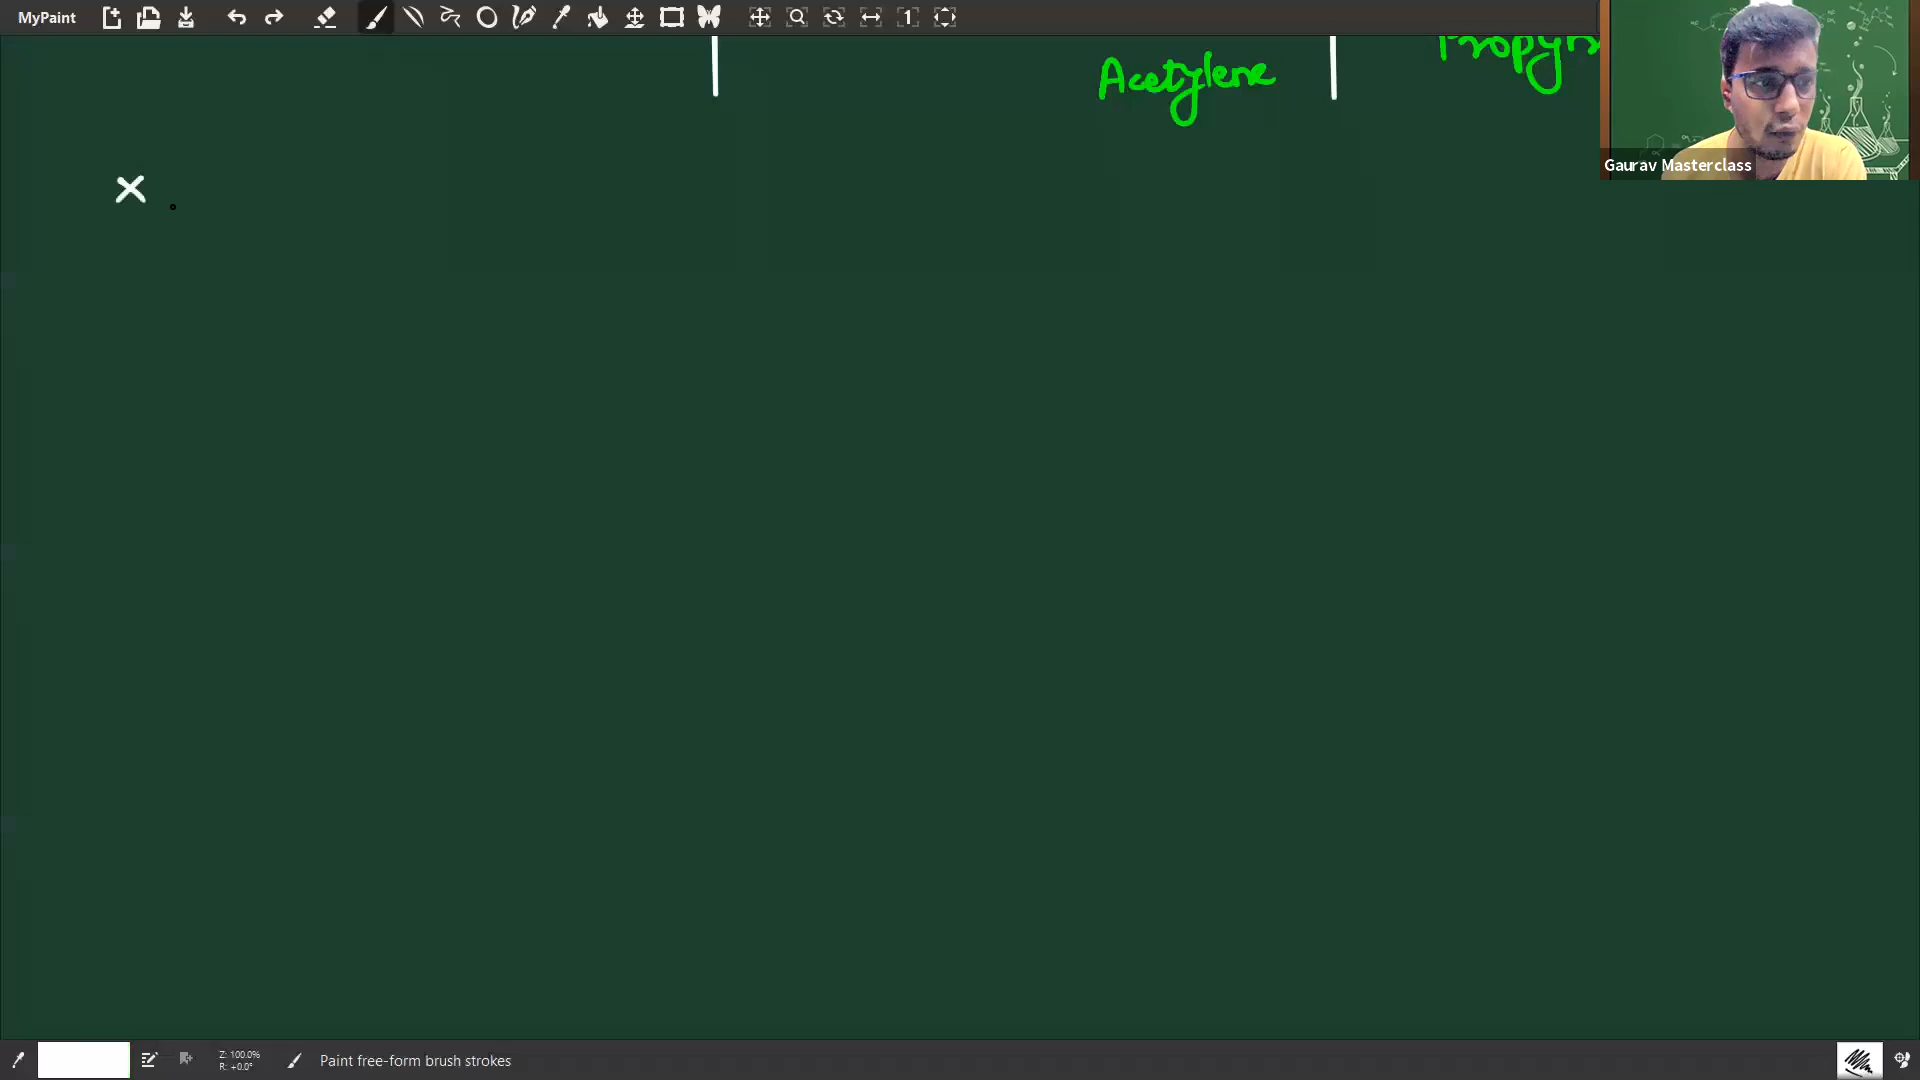 MyPaint
Acetylene
Gaurav Masterclass
×
Z: 100.0%
R: +0.0°
Paint free-form brush strokes